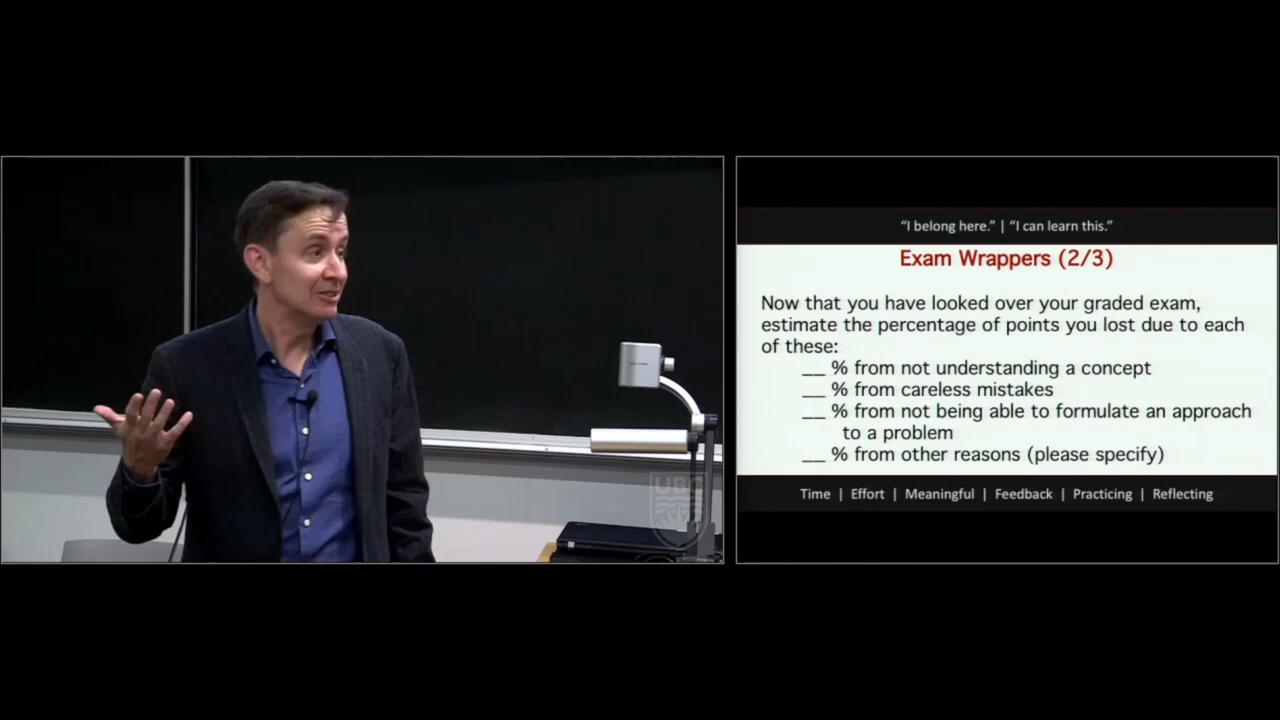 UBC
“I belong here.” | “I can learn this.”
Exam Wrappers (2/3)
Now that you have looked over your graded exam,
estimate the percentage of points you lost due to each
of these:
__ % from not understanding a concept
__ % from careless mistakes
__ % from not being able to formulate an approach
to a problem
__ % from other reasons (please specify)
Time | Effort | Meaningful | Feedback | Practicing | Reflecting